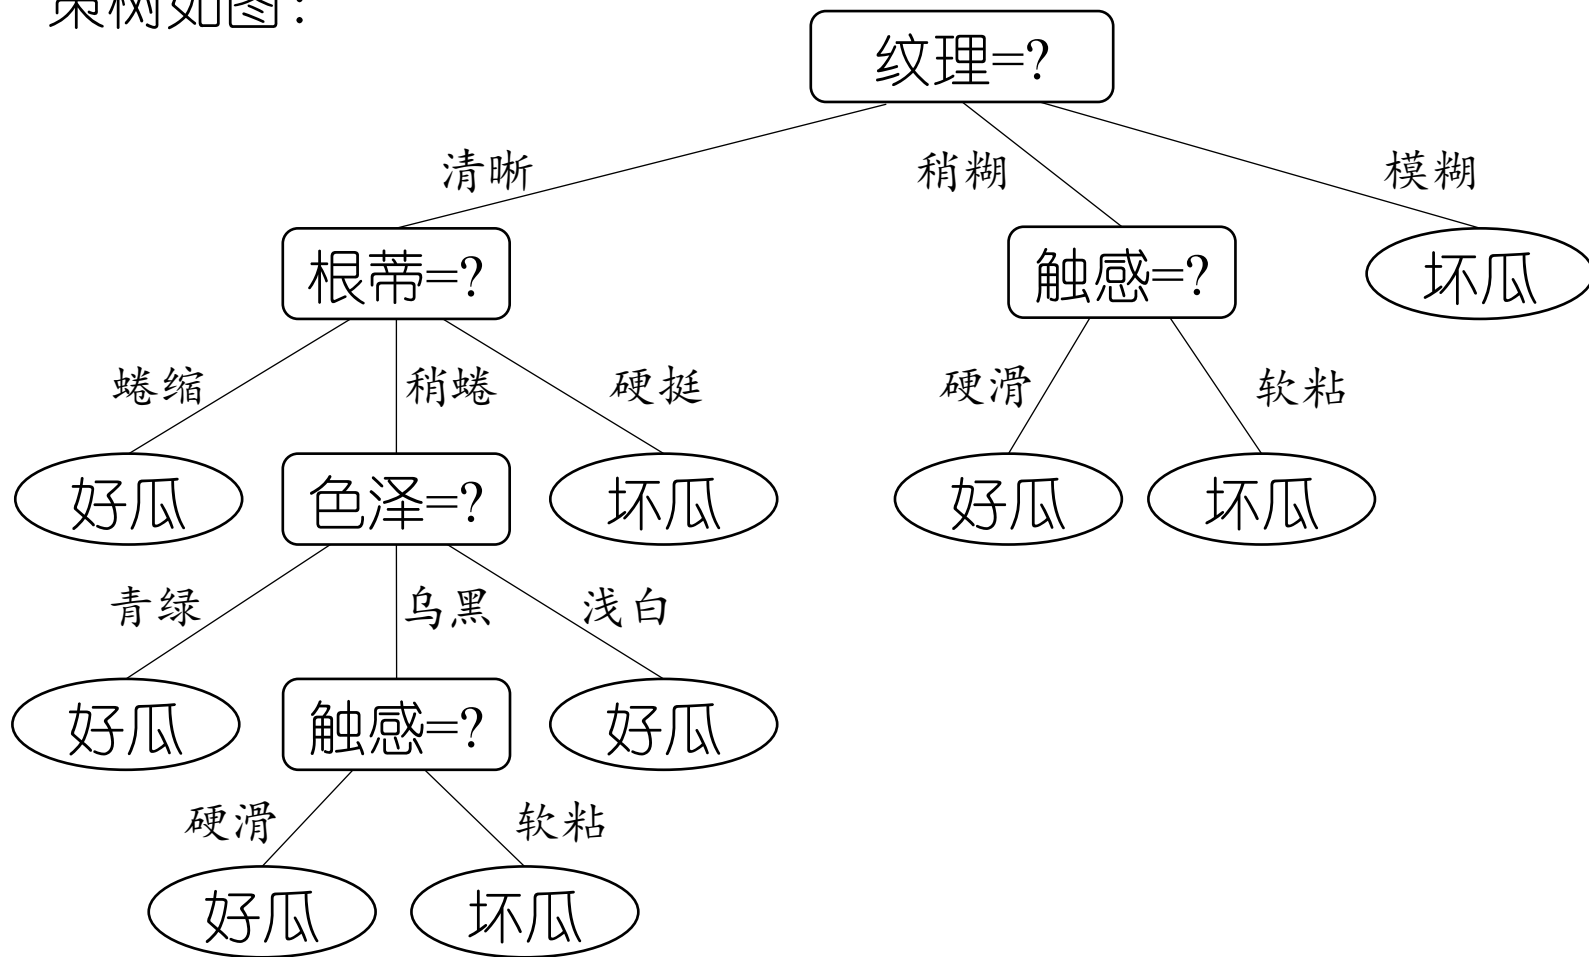 策树如图:
纹理=?
清晰 稍糊 模糊
根蒂=? 触感=? 坏瓜
蜷缩 稍蜷 硬挺 硬滑 软粘
好瓜 色泽=? 坏瓜 好瓜 坏瓜
青绿 乌黑 浅白
好瓜 触感=? 好瓜
硬滑 软粘
好瓜 坏瓜